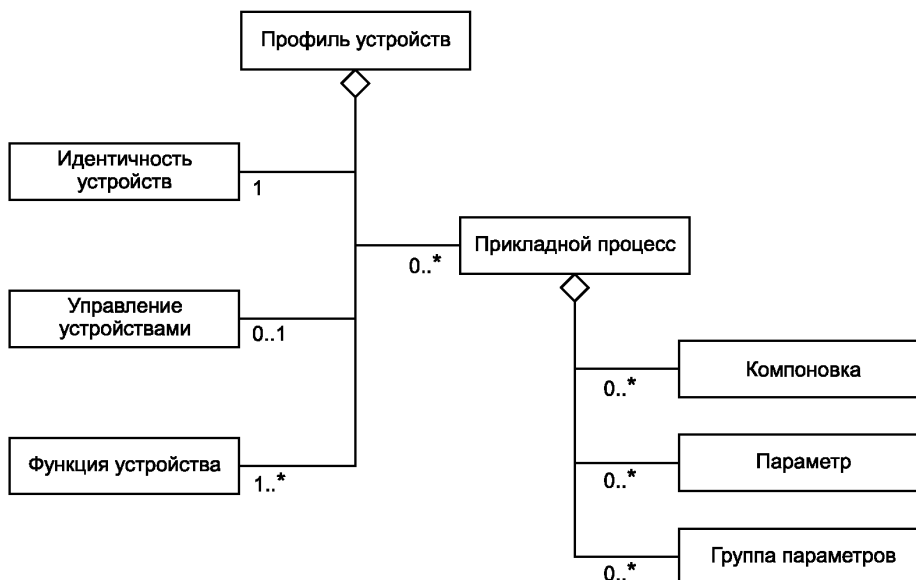 Профиль устройств
Идентичность
устройств
1
Прикладной процесс
0..*
Управление
устройствами
0..1
Компоновка
0..*
Функция устройства
1..*
Параметр
0..*
Группа параметров
0..*